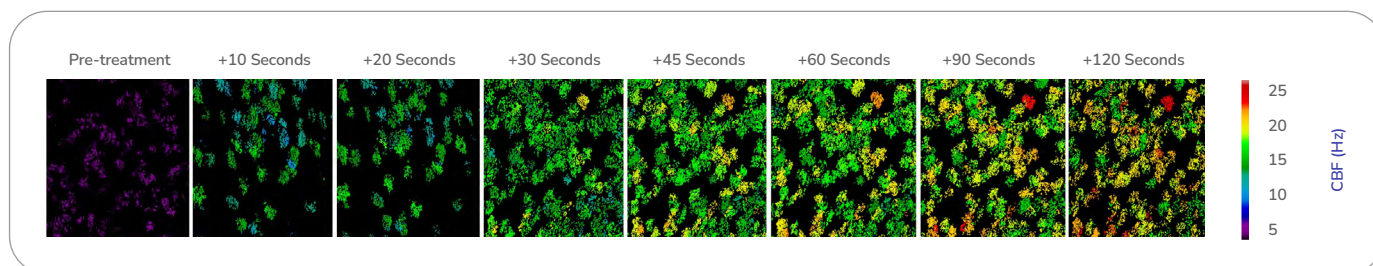 Pre-treatment +10 Seconds +20 Seconds +30 Seconds +45 Seconds +60 Seconds +90 Seconds +120 Seconds
25
20
15
10
5
CBF (Hz)